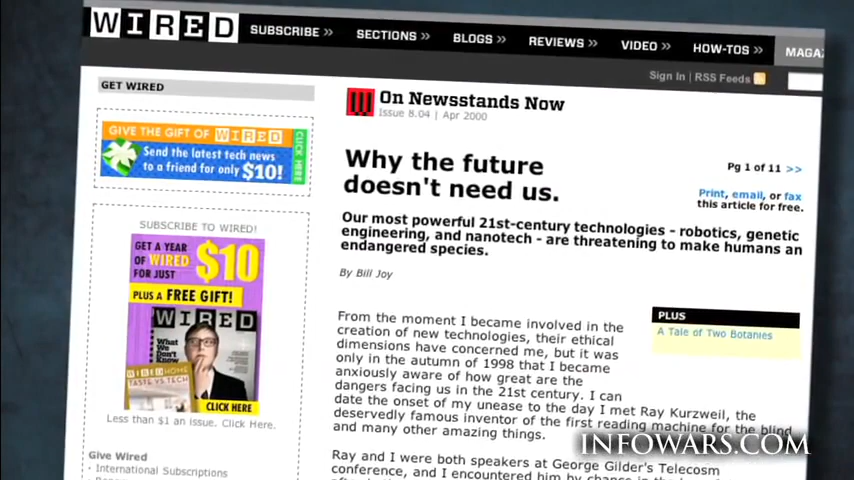 WIRED
SUBSCRIBE >> SECTIONS >> BLOGS >> REVIEWS >> VIDEO >> HOW-TOS >> MAGA
Sign In | RSS Feeds
GET WIRED
GIVE THE GIFT OF WIRED
Send the latest tech news
to a friend for only $10!
CLICK HERE
SUBSCRIBE TO WIRED!
GET A YEAR
OF WIRED
FOR JUST
$10
PLUS A FREE GIFT!
WIRED
What
We
Don't
Know
WIRED HOME
TASTE VS TECH
CLICK HERE
Less than $1 an issue. Click Here.
Give Wired
· International Subscriptions
On Newsstands Now
Issue 8.04 | Apr 2000
Why the future
doesn't need us.
Pg 1 of 11 >>
Print, email, or fax
this article for free.
Our most powerful 21st-century technologies - robotics, genetic
engineering, and nanotech - are threatening to make humans an
endangered species.
By Bill Joy
From the moment I became involved in the
creation of new technologies, their ethical
dimensions have concerned me, but it was
only in the autumn of 1998 that I became
anxiously aware of how great are the
dangers facing us in the 21st century. I can
date the onset of my unease to the day I met Ray Kurzweil, the
deservedly famous inventor of the first reading machine for the blind
and many other amazing things.
PLUS
A Tale of Two Botanies
Ray and I were both speakers at George Gilder's Telecosm
conference, and I encountered him by chance in the
INFOWARS.COM